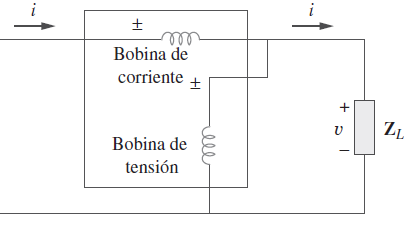 i
i
±
Bobina de
corriente
±
+
v
−
Z_L
Bobina de
tensión